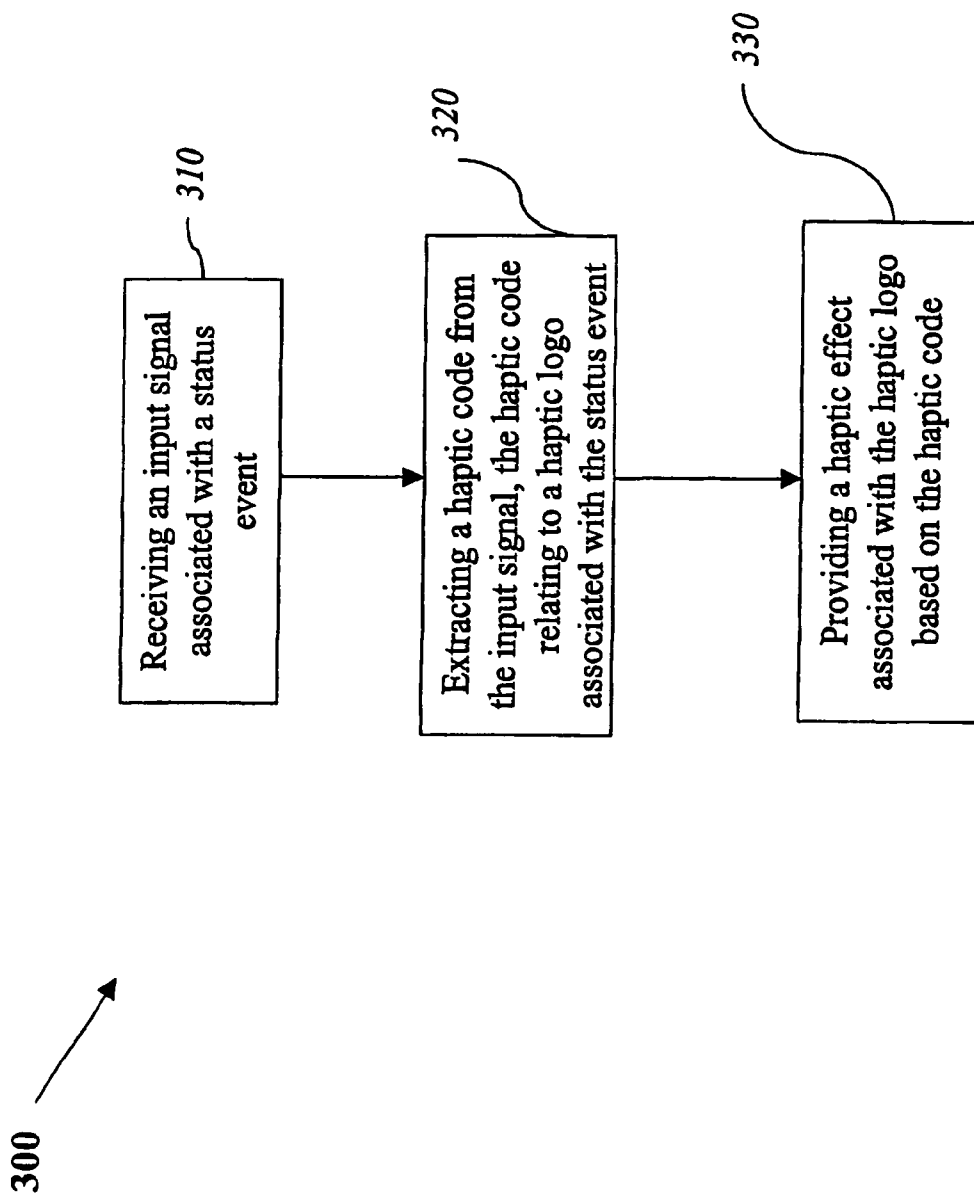 300
Receiving an input signal
associated with a status
event
310
Extracting a haptic code from
the input signal, the haptic code
relating to a haptic logo
associated with the status event
320
Providing a haptic effect
associated with the haptic logo
based on the haptic code
330